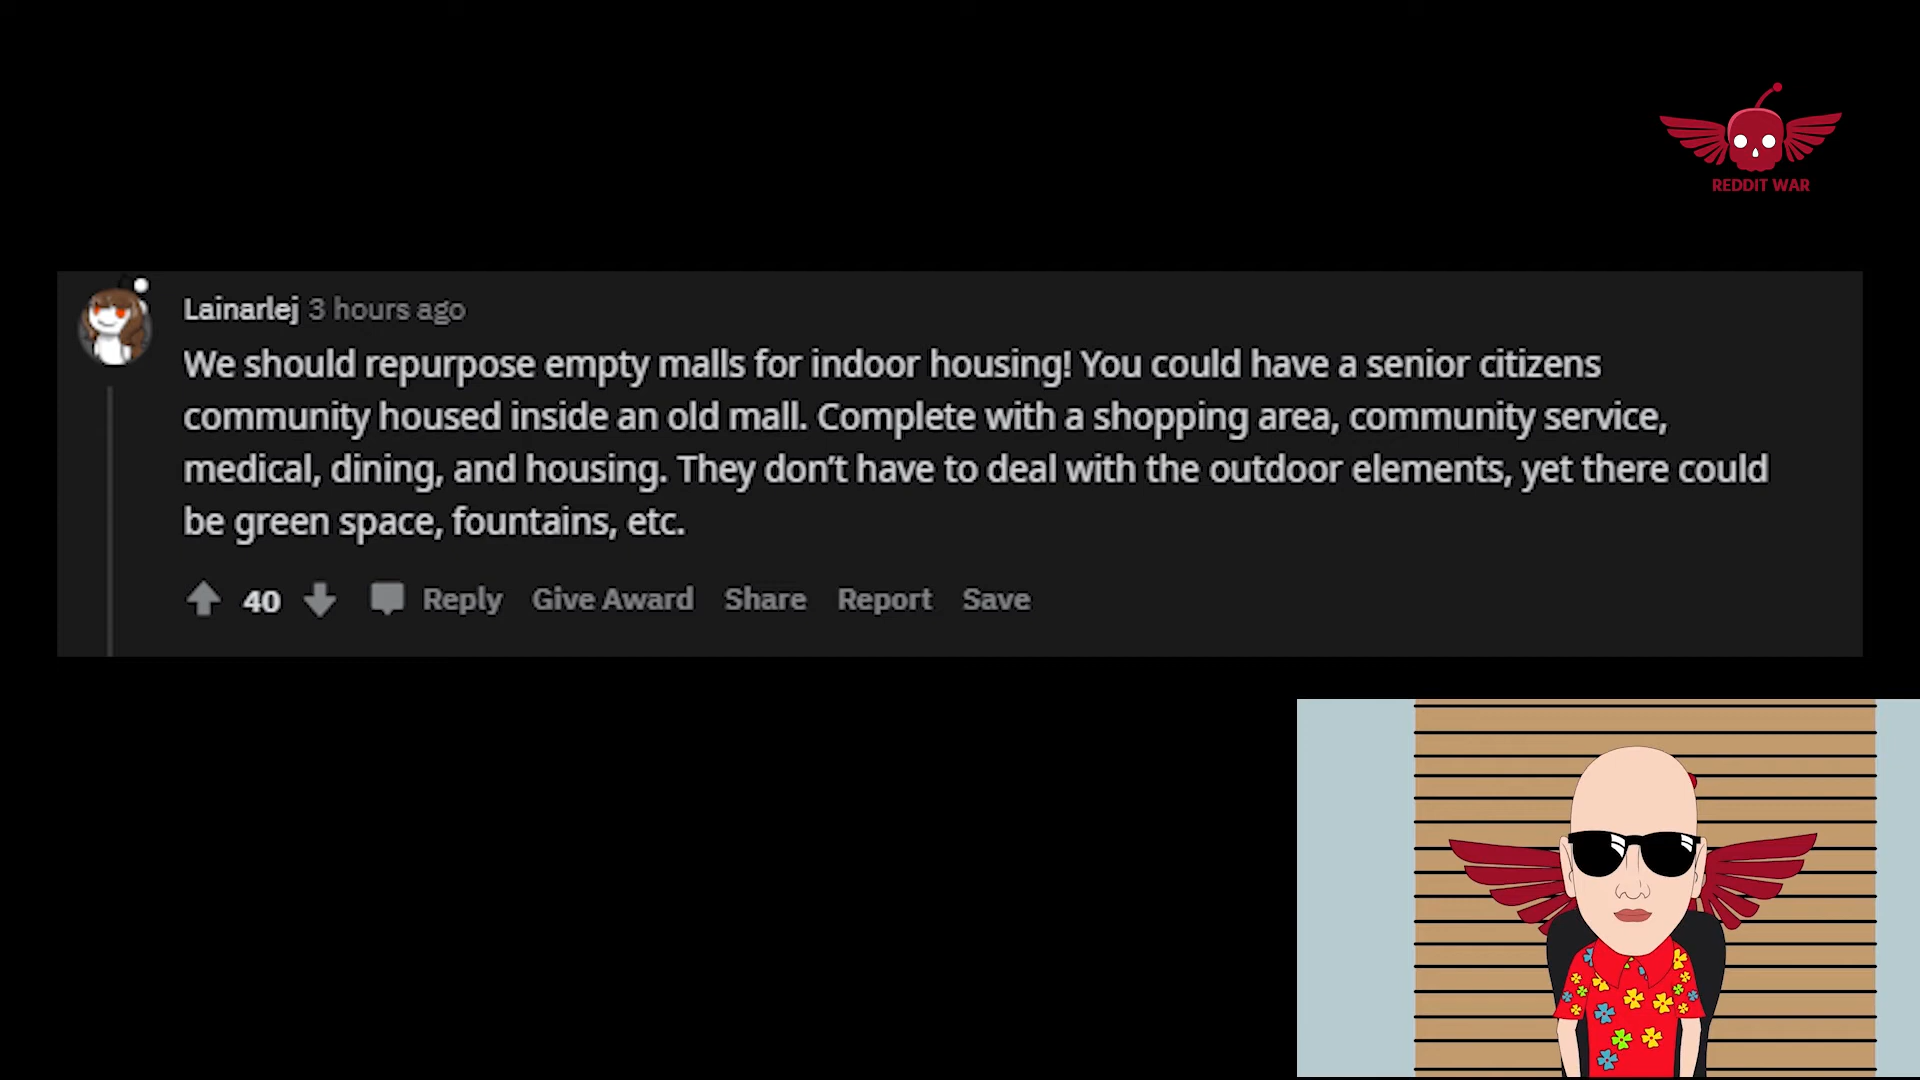 REDDIT WAR
Lainarlej 3 hours ago
We should repurpose empty malls for indoor housing! You could have a senior citizens
community housed inside an old mall. Complete with a shopping area, community service,
medical, dining, and housing. They don’t have to deal with the outdoor elements, yet there could
be green space, fountains, etc.
40 Reply Give Award Share Report Save